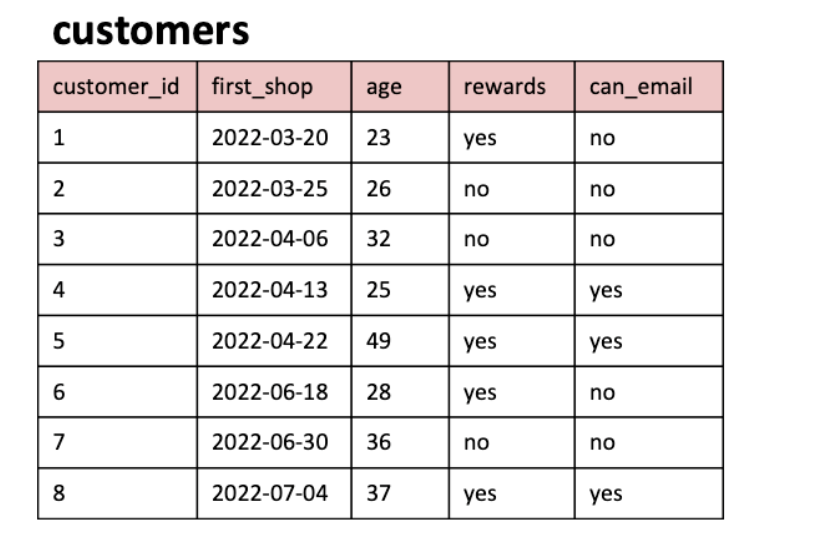 customers
customer_id first_shop age rewards can_email
1 2022-03-20 23 yes no
2 2022-03-25 26 no no
3 2022-04-06 32 no no
4 2022-04-13 25 yes yes
5 2022-04-22 49 yes yes
6 2022-06-18 28 yes no
7 2022-06-30 36 no no
8 2022-07-04 37 yes yes